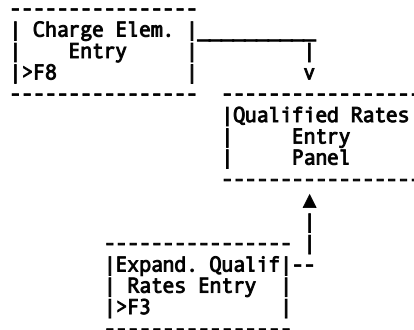 Charge Elem.
Entry
>F8
Qualified Rates
Entry
Panel
Expand. Qualif
Rates Entry
>F3